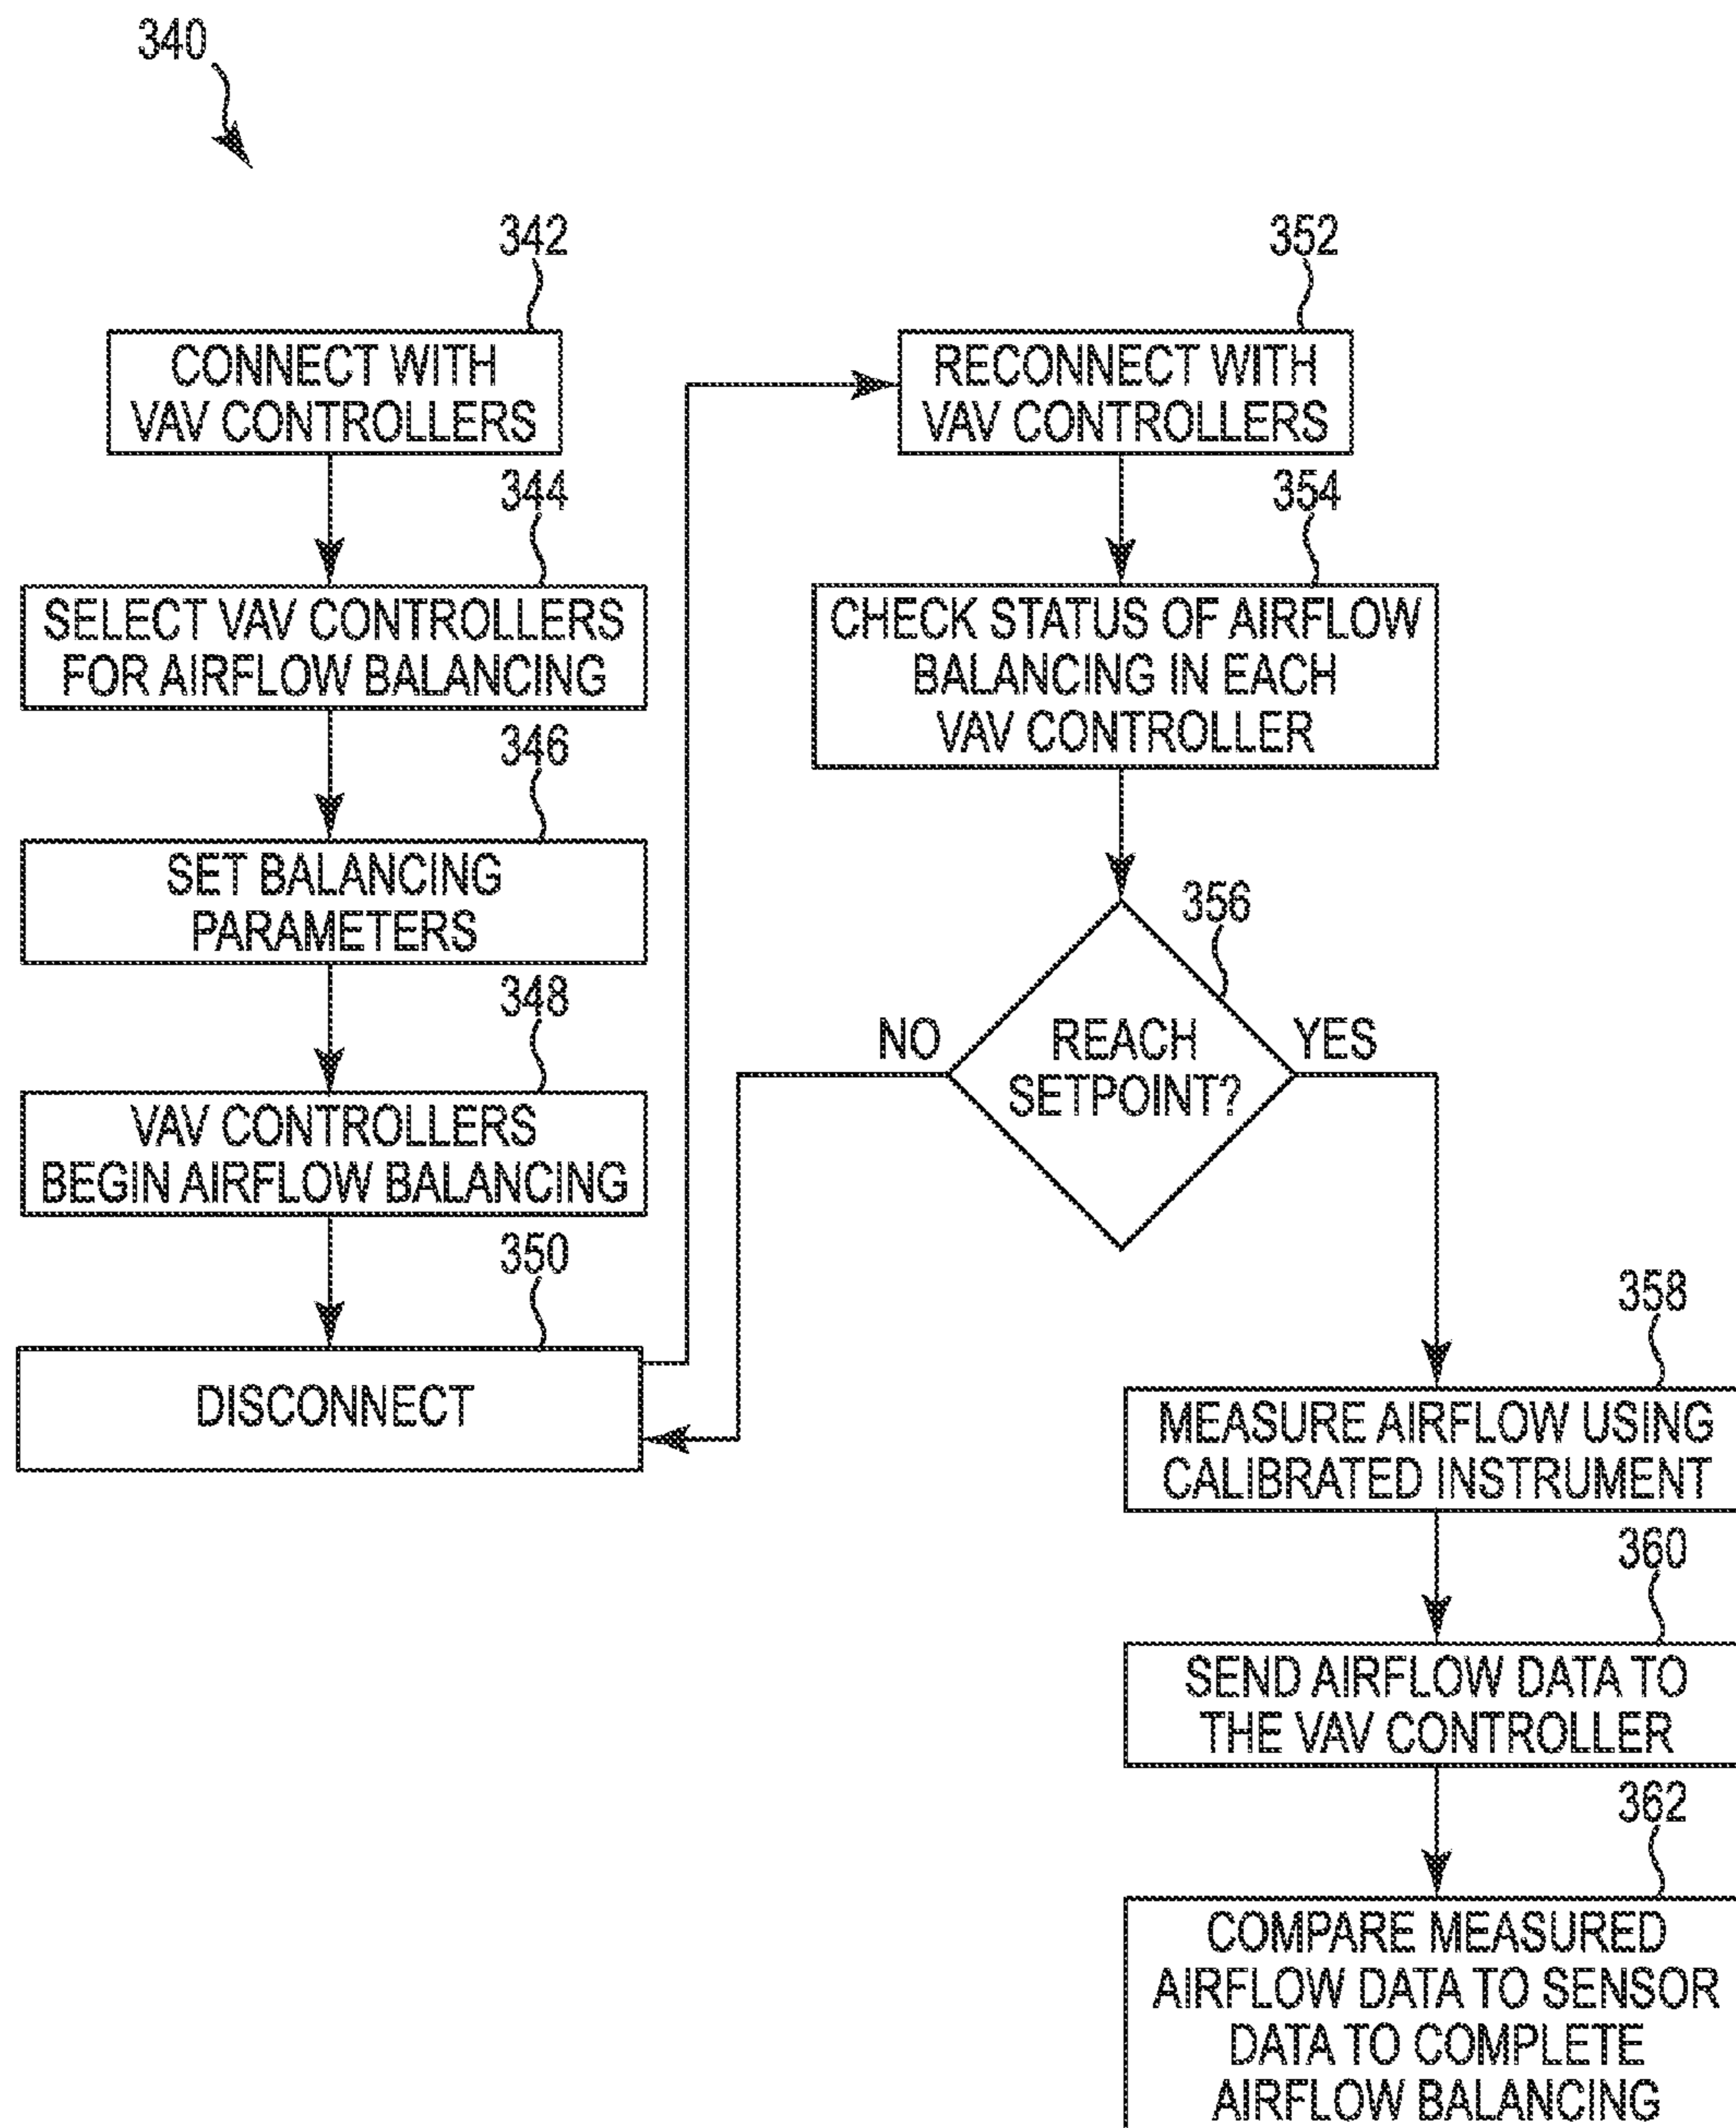 340
342
CONNECT WITH
VAV CONTROLLERS
344
SELECT VAV CONTROLLERS
FOR AIRFLOW BALANCING
346
SET BALANCING
PARAMETERS
348
VAV CONTROLLERS
BEGIN AIRFLOW BALANCING
350
DISCONNECT
352
RECONNECT WITH
VAV CONTROLLERS
354
CHECK STATUS OF AIRFLOW
BALANCING IN EACH
VAV CONTROLLER
356
REACH
SETPOINT?
NO
YES
358
MEASURE AIRFLOW USING
CALIBRATED INSTRUMENT
360
SEND AIRFLOW DATA TO
THE VAV CONTROLLER
362
COMPARE MEASURED
AIRFLOW DATA TO SENSOR
DATA TO COMPLETE
AIRFLOW BALANCING